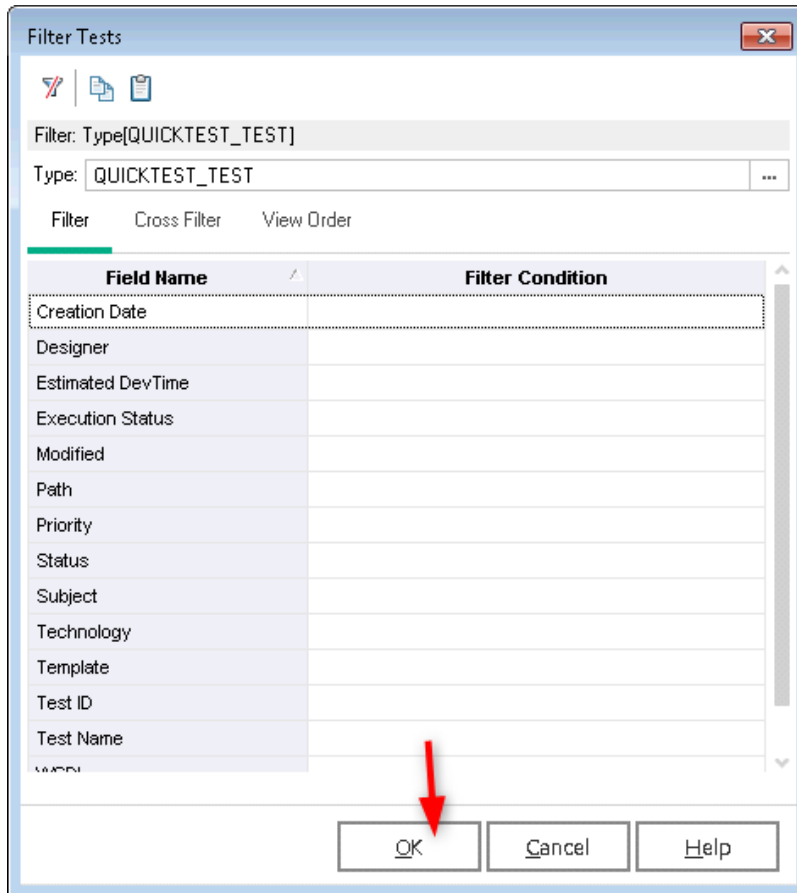 Filter Tests
Filter: Type[QUICKTEST_TEST]
Type: QUICKTEST_TEST ...
Filter Cross Filter View Order
Field Name Filter Condition
Creation Date
Designer
Estimated DevTime
Execution Status
Modified
Path
Priority
Status
Subject
Technology
Template
Test ID
Test Name
OK Cancel Help